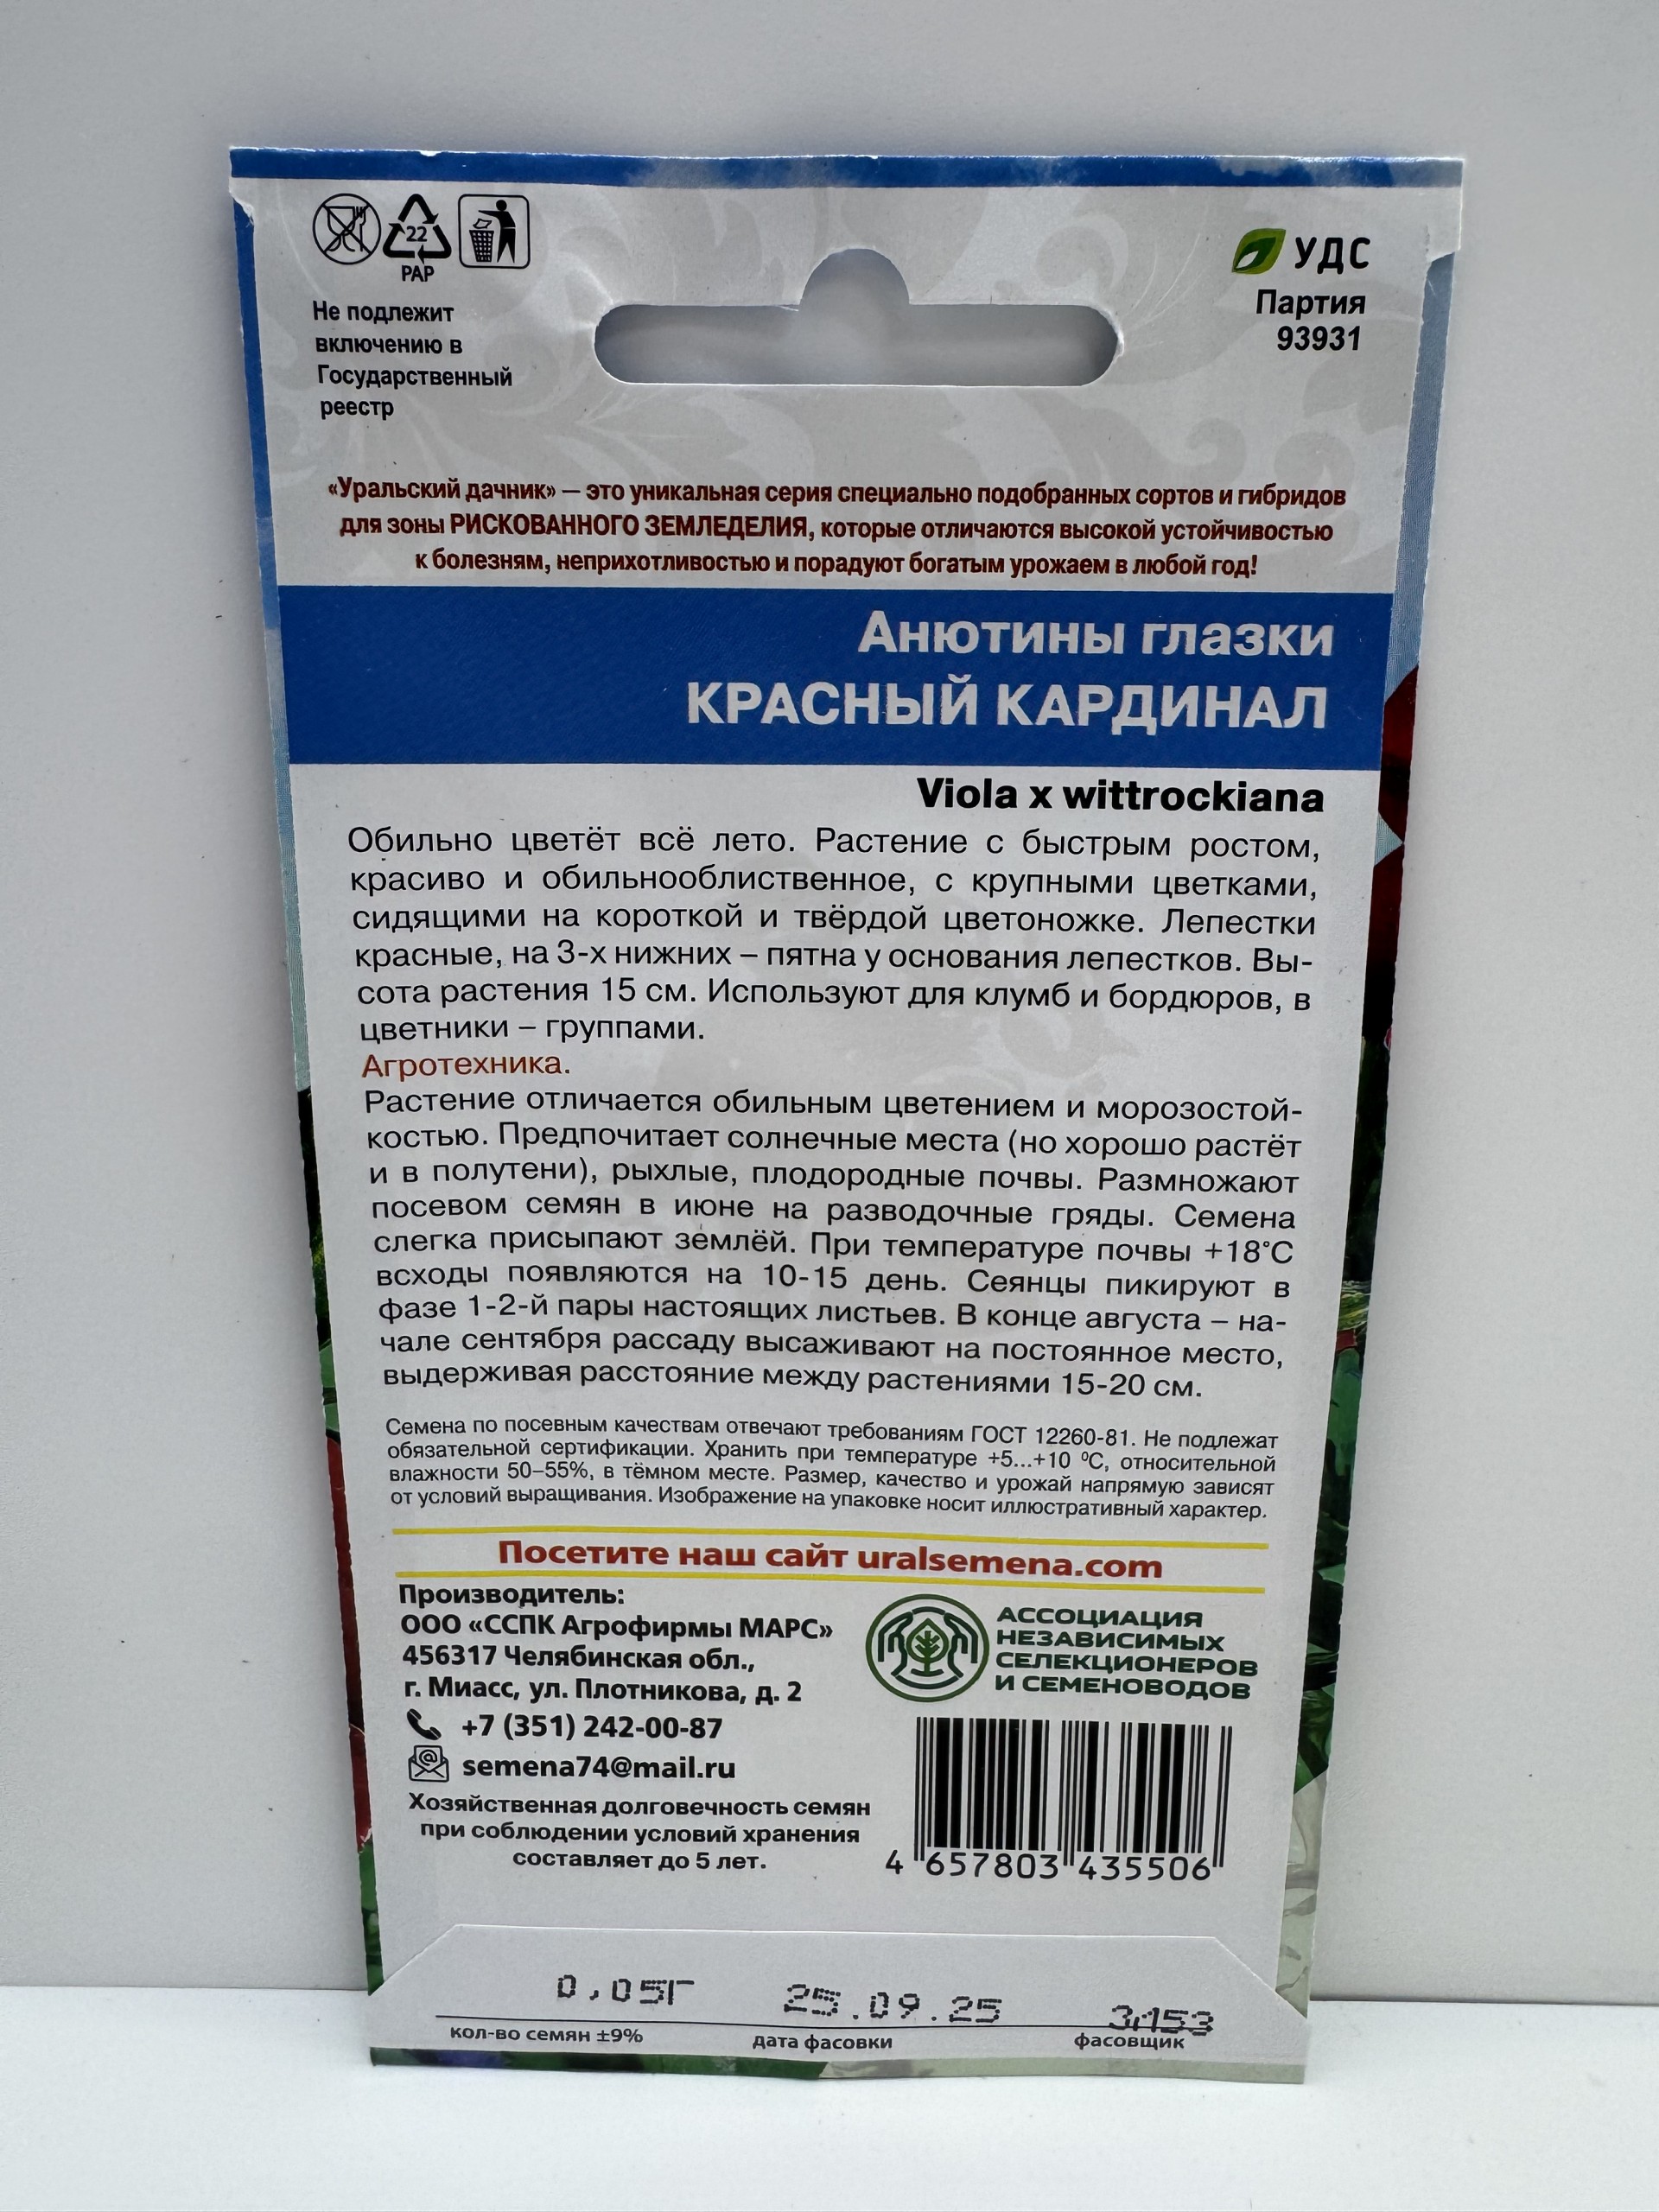 22
PAP
Не подлежит
включению в
Государственный
реестр
УДС
Партия
93931
«Уральский дачник» — это уникальная серия специально подобранных сортов и гибридов
для зоны РИСКОВАННОГО ЗЕМЛЕДЕЛИЯ, которые отличаются высокой устойчивостью
к болезням, неприхотливостью и порадуют богатым урожаем в любой год!
Анютины глазки
КРАСНЫЙ КАРДИНАЛ
Viola x wittrockiana
Обильно цветёт всё лето. Растение с быстрым ростом,
красиво и обильнооблиственное, с крупными цветками,
сидящими на короткой и твёрдой цветоножке. Лепестки
красные, на 3-х нижних – пятна у основания лепестков. Вы-
сота растения 15 см. Используют для клумб и бордюров, в
цветники – группами.
Агротехника.
Растение отличается обильным цветением и морозостой-
костью. Предпочитает солнечные места (но хорошо растёт
и в полутени), рыхлые, плодородные почвы. Размножают
посевом семян в июне на разводочные гряды. Семена
слегка присыпают землёй. При температуре почвы +18°С
всходы появляются на 10-15 день. Сеянцы пикируют в
фазе 1-2-й пары настоящих листьев. В конце августа – на-
чале сентября рассаду высаживают на постоянное место,
выдерживая расстояние между растениями 15-20 см.
Семена по посевным качествам отвечают требованиям ГОСТ 12260-81. Не подлежат
обязательной сертификации. Хранить при температуре +5...+10 ⁰С, относительной
влажности 50–55%, в тёмном месте. Размер, качество и урожай напрямую зависят
от условий выращивания. Изображение на упаковке носит иллюстративный характер.
Посетите наш сайт uralsemena.com
Производитель:
ООО «ССПК Агрофирмы МАРС»
456317 Челябинская обл.,
г. Миасс, ул. Плотникова, д. 2
+7 (351) 242-00-87
semena74@mail.ru
Хозяйственная долговечность семян
при соблюдении условий хранения
составляет до 5 лет.
АССОЦИАЦИЯ
НЕЗАВИСИМЫХ
СЕЛЕКЦИОНЕРОВ
И СЕМЕНОВОДОВ
4 657803 435506
0,05Г 25.09.25
кол-во семян ±9% дата фасовки фасовщик